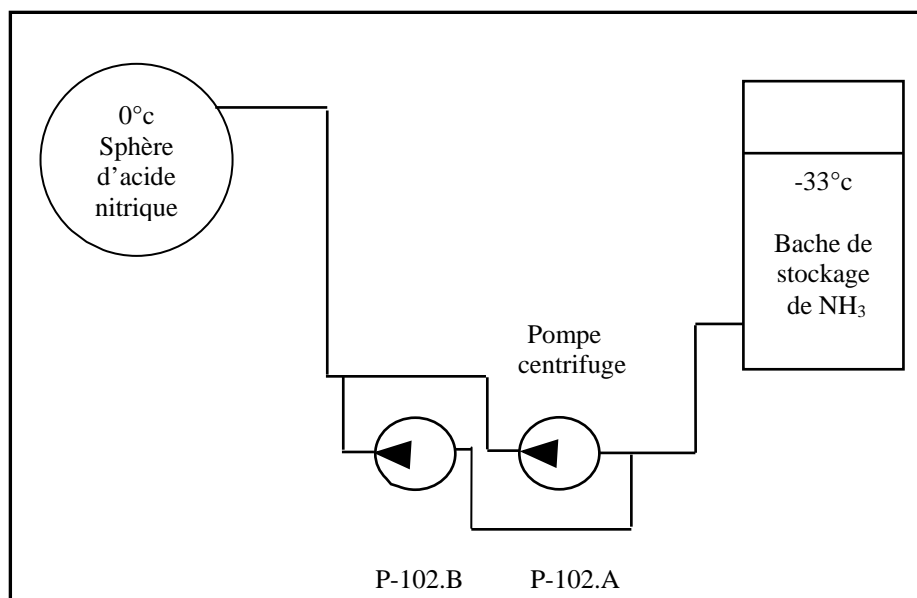 0°c
Sphère
d’acide
nitrique
-33°c
Bache de
stockage
de NH₃
Pompe
centrifuge
P-102.B
P-102.A